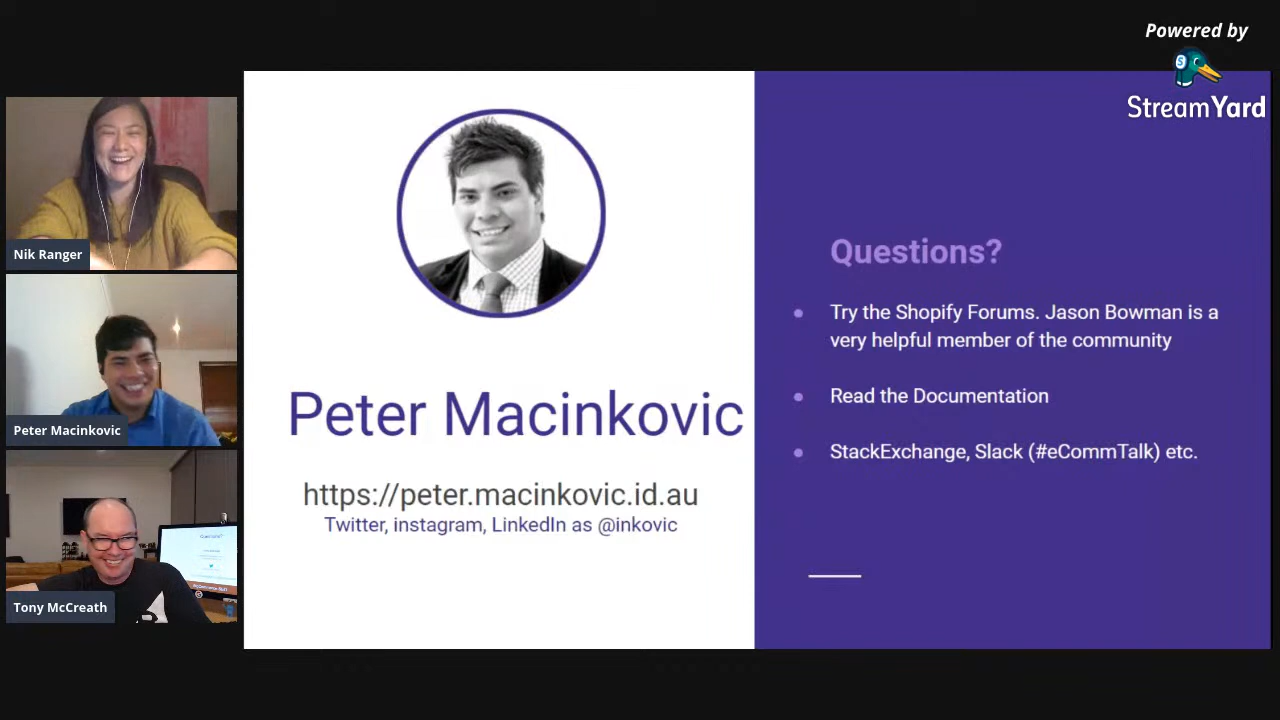 Powered by
StreamYard
Nik Ranger
Peter Macinkovic
Tony McCreath
Peter Macinkovic
https://peter.macinkovic.id.au
Twitter, instagram, LinkedIn as @inkovic
Questions?
Try the Shopify Forums. Jason Bowman is a
very helpful member of the community
Read the Documentation
StackExchange, Slack (#eCommTalk) etc.
Questions?